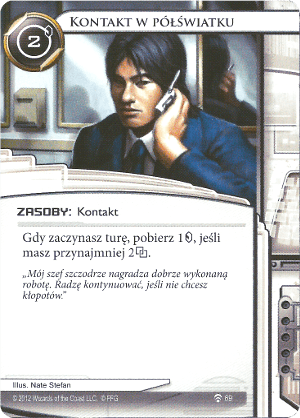 Kontakt w półświatku
2
ZASOBY: Kontakt
Gdy zaczynasz turę, pobierz 1, jeśli
masz przynajmniej 2.
„Mój szef szczodrze nagradza dobrze wykonaną
robotę. Radzę kontynuować, jeśli nie chcesz
kłopotów.”
Illus. Nate Stefan
© 2012 Wizards of the Coast LLC. © FFG
69